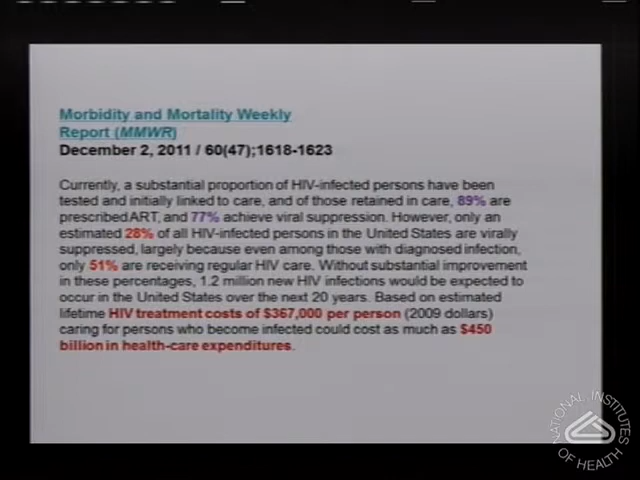 Morbidity and Mortality Weekly
Report (MMWR)
December 2, 2011 / 60(47);1618-1623
Currently, a substantial proportion of HIV-infected persons have been
tested and initially linked to care, and of those retained in care, 89% are
prescribed ART, and 77% achieve viral suppression. However, only an
estimated 28% of all HIV-infected persons in the United States are virally
suppressed, largely because even among those with diagnosed infection,
only 51% are receiving regular HIV care. Without substantial improvement
in these percentages, 1.2 million new HIV infections would be expected to
occur in the United States over the next 20 years. Based on estimated
lifetime HIV treatment costs of $367,000 per person (2009 dollars)
caring for persons who become infected could cost as much as $450
billion in health-care expenditures.
NATIONAL INSTITUTES
OF HEALTH